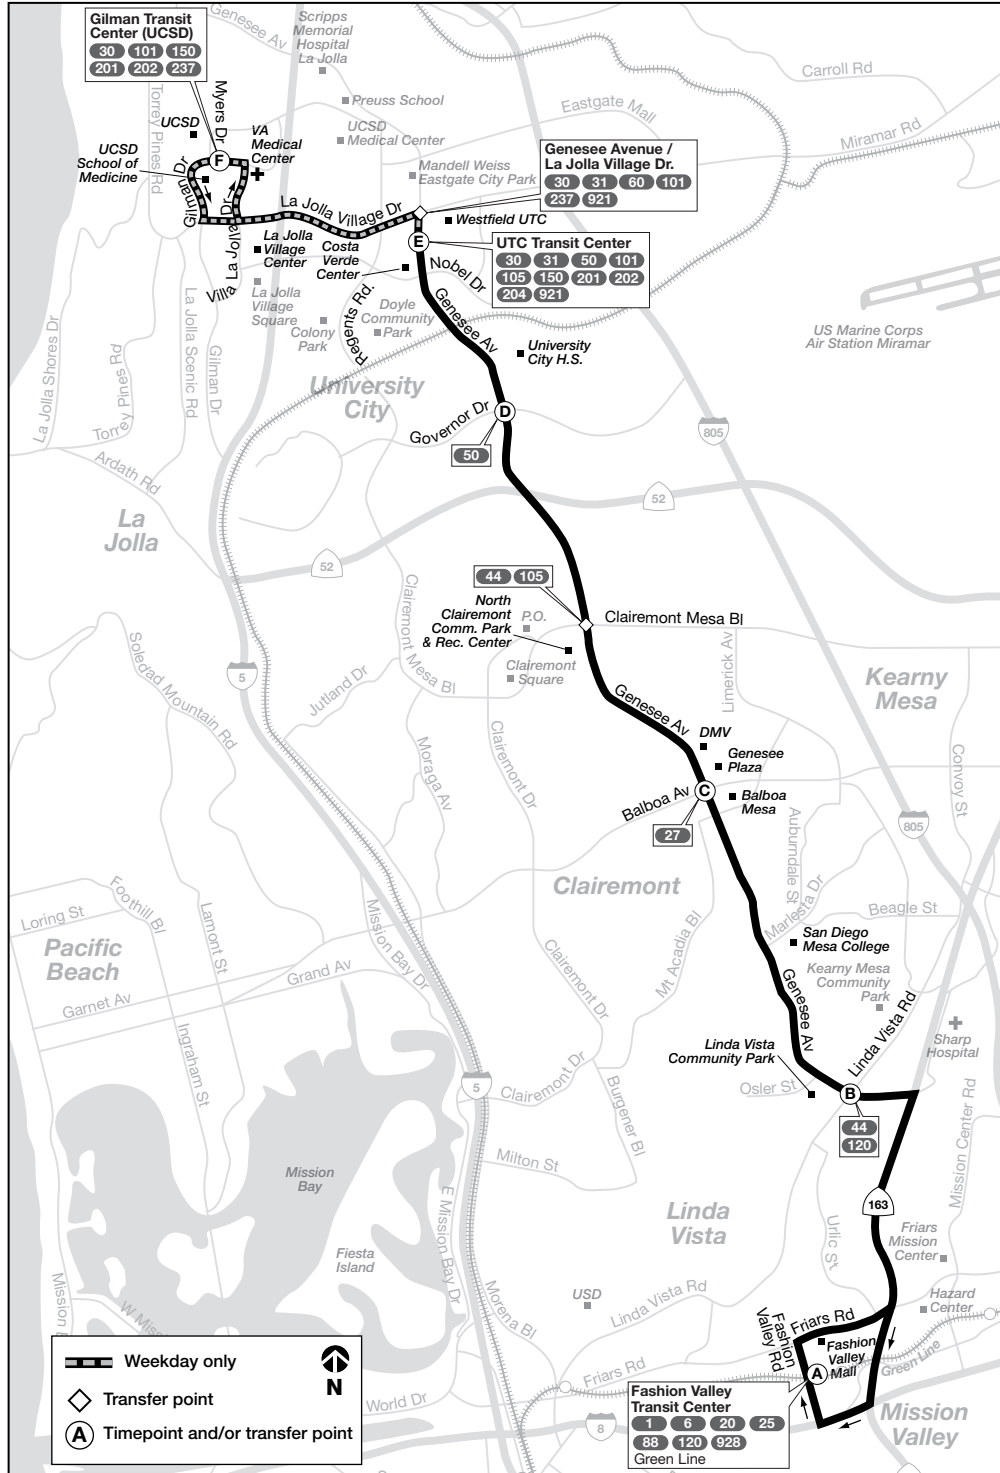 Gilman Transit
Center (UCSD)
30 101 150
201 202 237
Genesee Av
Scripps
Memorial
Hospital
La Jolla
Carroll Rd
Torrey Pines Rd
Myers Dr
Preuss School
Eastgate Mall
UCSD
VA
Medical
Center
UCSD
Medical Center
Miramar Rd
UCSD
School of
Medicine
F
Mandell Weiss
Eastgate City Park
Genesee Avenue /
La Jolla Village Dr.
30 31 60 101
237 921
Gilman Dr
La Jolla Village Dr
Westfield UTC
Villa La Jolla Dr
La Jolla
Village
Center
Costa
Verde
Center
E
UTC Transit Center
30 31 50 101
105 150 201 202
204 921
Nobel Dr
La Jolla
Village
Square
Colony
Park
Regents Rd.
Doyle
Community
Park
Genesee Av
US Marine Corps
Air Station Miramar
La Jolla Shores Dr
Torrey Pines Rd
La Jolla Scenic Rd
Gilman Dr
University
City H.S.
University
City
Governor Dr
D
50
805
Ardath Rd
La
Jolla
52
52
44 105
Clairemont Mesa Bl
North
Clairemont
Comm. Park
& Rec. Center
P.O.
Clairemont
Square
Clairemont Mesa Bl
Limerick Av
Kearny
Mesa
Soledad Mountain Rd
5
Jutland Dr
Genesee Av
DMV
Genesee
Plaza
Moraga Av
Clairemont Dr
Convoy St
Balboa Av
C
Balboa
Mesa
27
805
Auburndale St
Clairemont
Marlesta Dr
Beagle St
Loring St
Foothill Bl
Lamont St
Mission Bay Dr
San Diego
Mesa College
Pacific
Beach
Grand Av
Garnet Av
Clairemont Dr
Mt Acadia Bl
Kearny Mesa
Community
Park
Genesee Av
Linda Vista Rd
Ingraham St
Linda Vista
Community Park
Sharp
Hospital
5
Clairemont Dr
Osler St
B
44
120
Burgener Bl
Mission Center Rd
Milton St
Mission
Bay
E Mission Bay Dr
163
Linda
Vista
Urlic St
Friars
Mission
Center
Fiesta
Island
Mission
W Miss
USD
Linda Vista Rd
Hazard
Center
Morena Bl
Fashion
Valley Rd
Friars Rd
Fashion
Valley
Mall
A
Green Line
Friars Rd
World Dr
8
Fashion Valley
Transit Center
1 6 20 25
88 120 928
Green Line
Mission
Valley
Weekday only
Transfer point
A Timepoint and/or transfer point
N